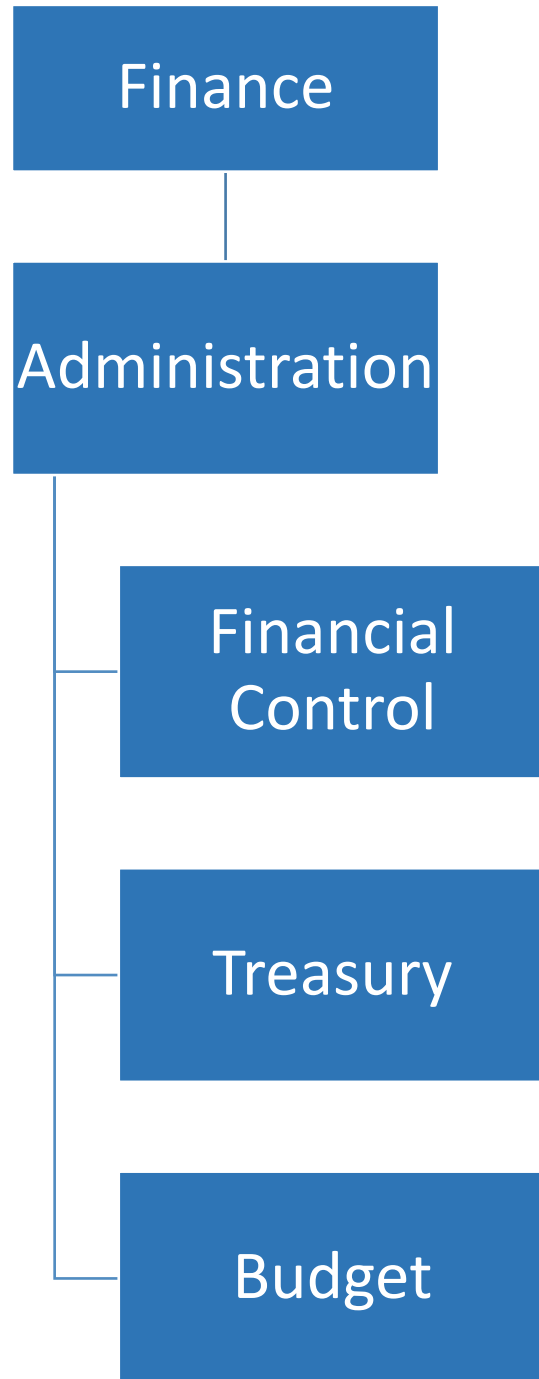 Finance
Administration
Financial
Control
Treasury
Budget